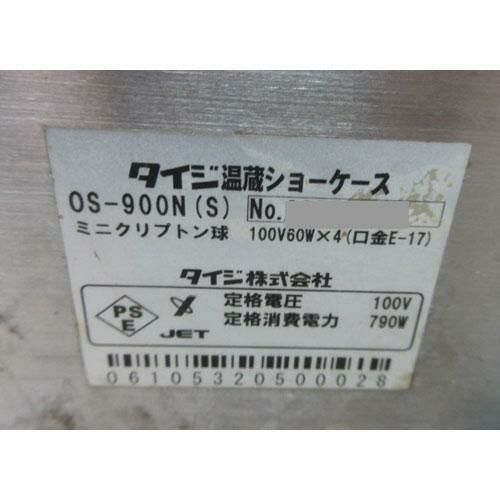 タイジ温蔵ショーケース
OS-900N(S) No.
ミニクリプトン球 100V60W×4(口金E-17)
タイジ株式会社
PS E JET 定格電圧 100V
定格消費電力 790W
0610532050028